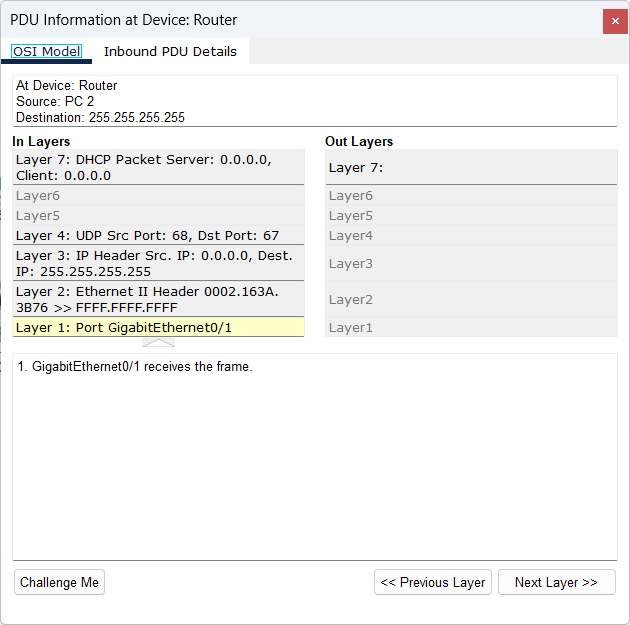 PDU Information at Device: Router
×
OSI Model
Inbound PDU Details
At Device: Router
Source: PC 2
Destination: 255.255.255.255
In Layers
Layer 7: DHCP Packet Server: 0.0.0.0,
Client: 0.0.0.0
Layer6
Layer5
Layer 4: UDP Src Port: 68, Dst Port: 67
Layer 3: IP Header Src. IP: 0.0.0.0, Dest.
IP: 255.255.255.255
Layer 2: Ethernet II Header 0002.163A.
3B76 >> FFFF.FFFF.FFFF
Layer 1: Port GigabitEthernet0/1
Out Layers
Layer 7:
Layer6
Layer5
Layer4
Layer3
Layer2
Layer1
1. GigabitEthernet0/1 receives the frame.
Challenge Me
<< Previous Layer
Next Layer >>